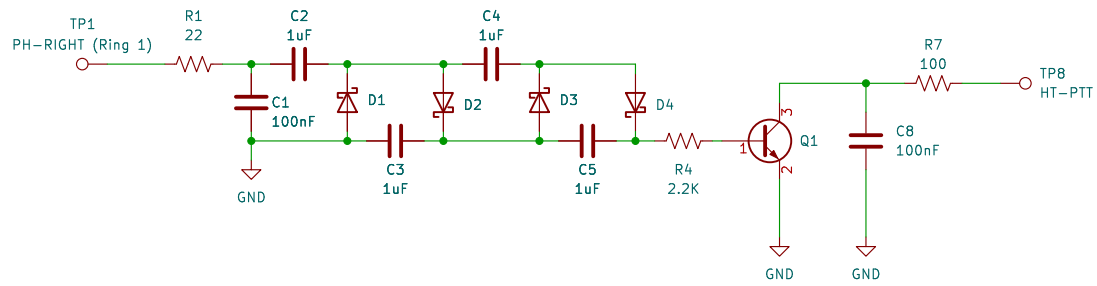 TP1
PH-RIGHT (Ring 1)
R1
22
C2
1uF
C4
1uF
C1
100nF
D1
D2
D3
D4
C3
1uF
C5
1uF
R4
2.2K
GND
1
3
2
Q1
GND
C8
100nF
GND
R7
100
TP8
HT-PTT